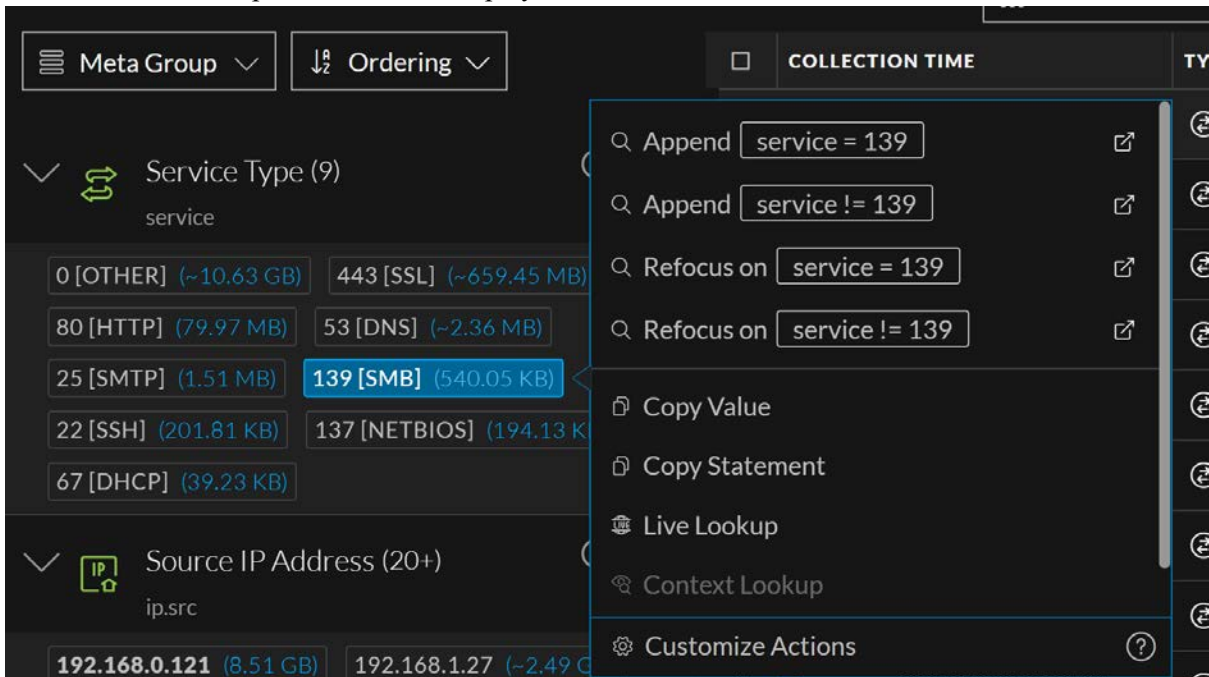 Meta Group
Ordering
COLLECTION TIME
TY
Service Type (9)
service
0 [OTHER] (~10.63 GB)
443 [SSL] (~659.45 MB)
80 [HTTP] (79.97 MB)
53 [DNS] (~2.36 MB)
25 [SMTP] (1.51 MB)
139 [SMB] (540.05 KB)
22 [SSH] (201.81 KB)
137 [NETBIOS] (194.13 K
67 [DHCP] (39.23 KB)
Source IP Address (20+)
ip.src
192.168.0.121 (8.51 GB)
192.168.1.27 (~2.49 G
Append service = 139
Append service != 139
Refocus on service = 139
Refocus on service != 139
Copy Value
Copy Statement
Live Lookup
Context Lookup
Customize Actions